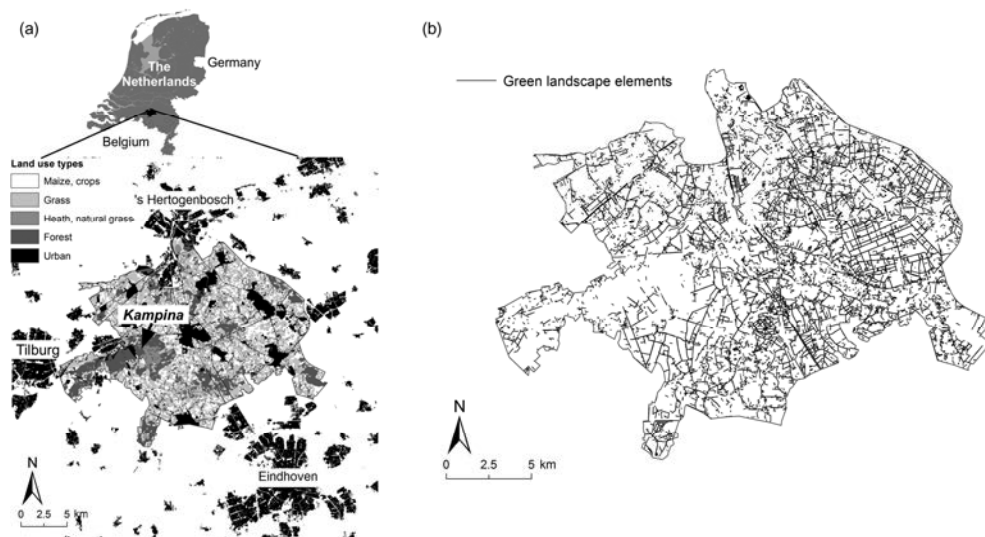 (a)
The
Netherlands
Germany
Belgium
Land use types
Maize, crops
Grass
Heath, natural grass
Forest
Urban
's Hertogenbosch
Kampina
Tilburg
Eindhoven
N
0 2.5 5 km
(b)
Green landscape elements
N
0 2.5 5 km